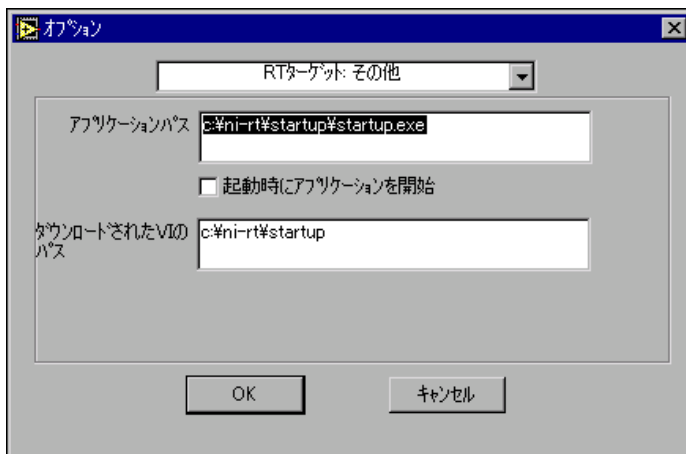 オプション
RTターゲット: その他
アプリケーションパス
c:¥ni-rt¥startup¥startup.exe
起動時にアプリケーションを開始
ダウンロードされたVIの
パス
c:¥ni-rt¥startup
OK
キャンセル